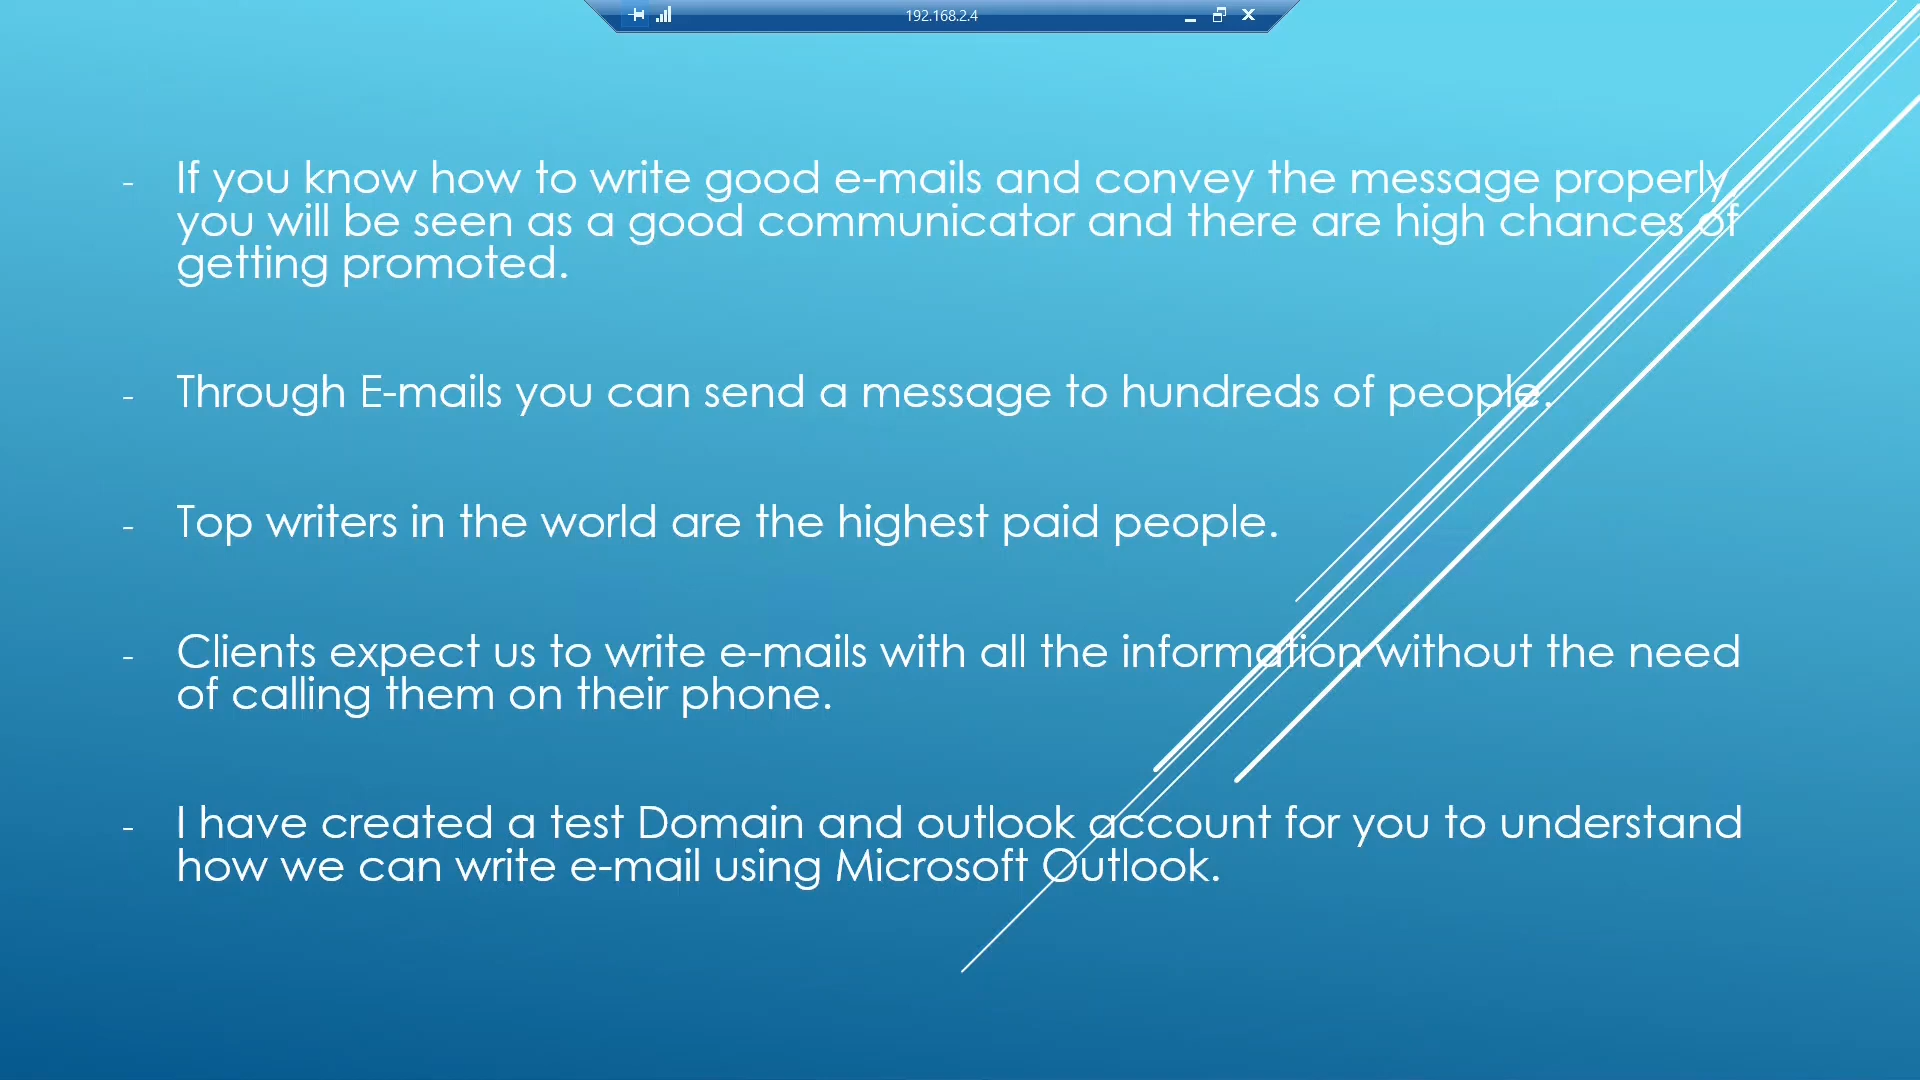 192.168.2.4
- If you know how to write good e-mails and convey the message properly,
you will be seen as a good communicator and there are high chances of
getting promoted.
- Through E-mails you can send a message to hundreds of people.
- Top writers in the world are the highest paid people.
- Clients expect us to write e-mails with all the information without the need
of calling them on their phone.
- I have created a test Domain and outlook account for you to understand
how we can write e-mail using Microsoft Outlook.